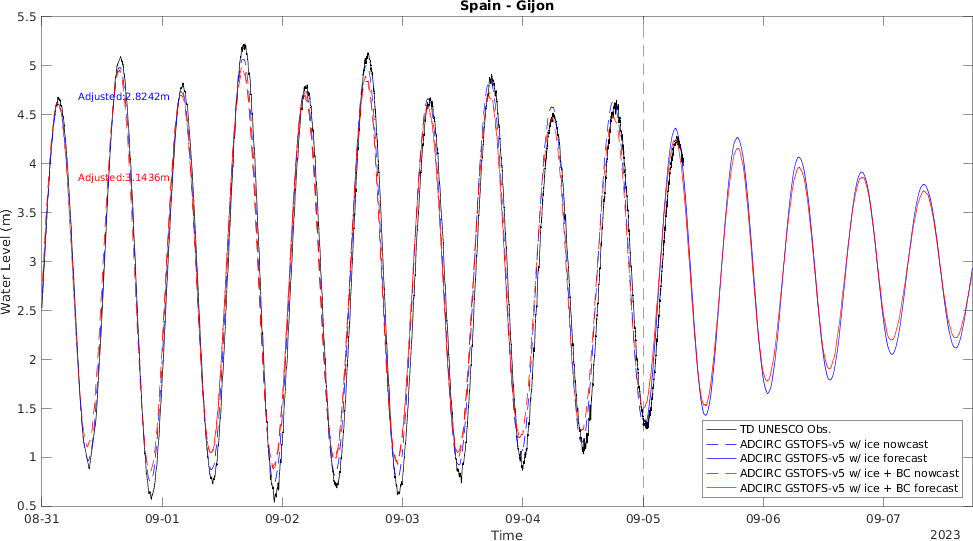 Spain - Gijon
5.5
5
4.5
4
3.5
3
2.5
2
1.5
1
0.5
Water Level (m)
Adjusted:2.8242m
Adjusted:3.1436m
TD UNESCO Obs.
ADCIRC GSTOFS-v5 w/ ice nowcast
ADCIRC GSTOFS-v5 w/ ice forecast
ADCIRC GSTOFS-v5 w/ ice + BC nowcast
ADCIRC GSTOFS-v5 w/ ice + BC forecast
08-31 09-01 09-02 09-03 09-04 09-05 09-06 09-07
Time
2023